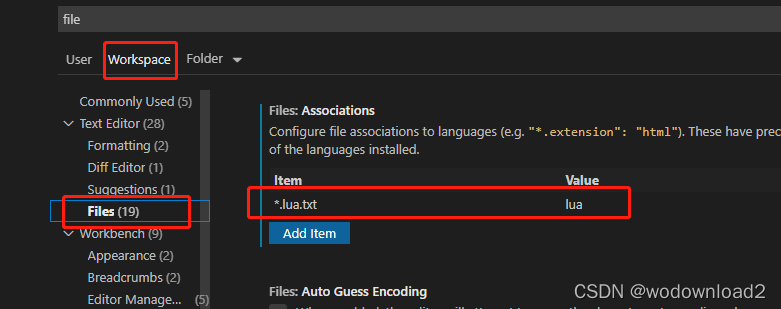 file
User Workspace Folder
Commonly Used (5)
Text Editor (28)
Formatting (2)
Diff Editor (1)
Suggestions (1)
Files (19)
Workbench (9)
Appearance (2)
Breadcrumbs (2)
Editor Manage... (5)
Files: Associations
Configure file associations to languages (e.g. "*.extension": "html"). These have prec
of the languages installed.
Item Value
*.lua.txt lua
Add Item
Files: Auto Guess Encoding
CSDN @wodownload2